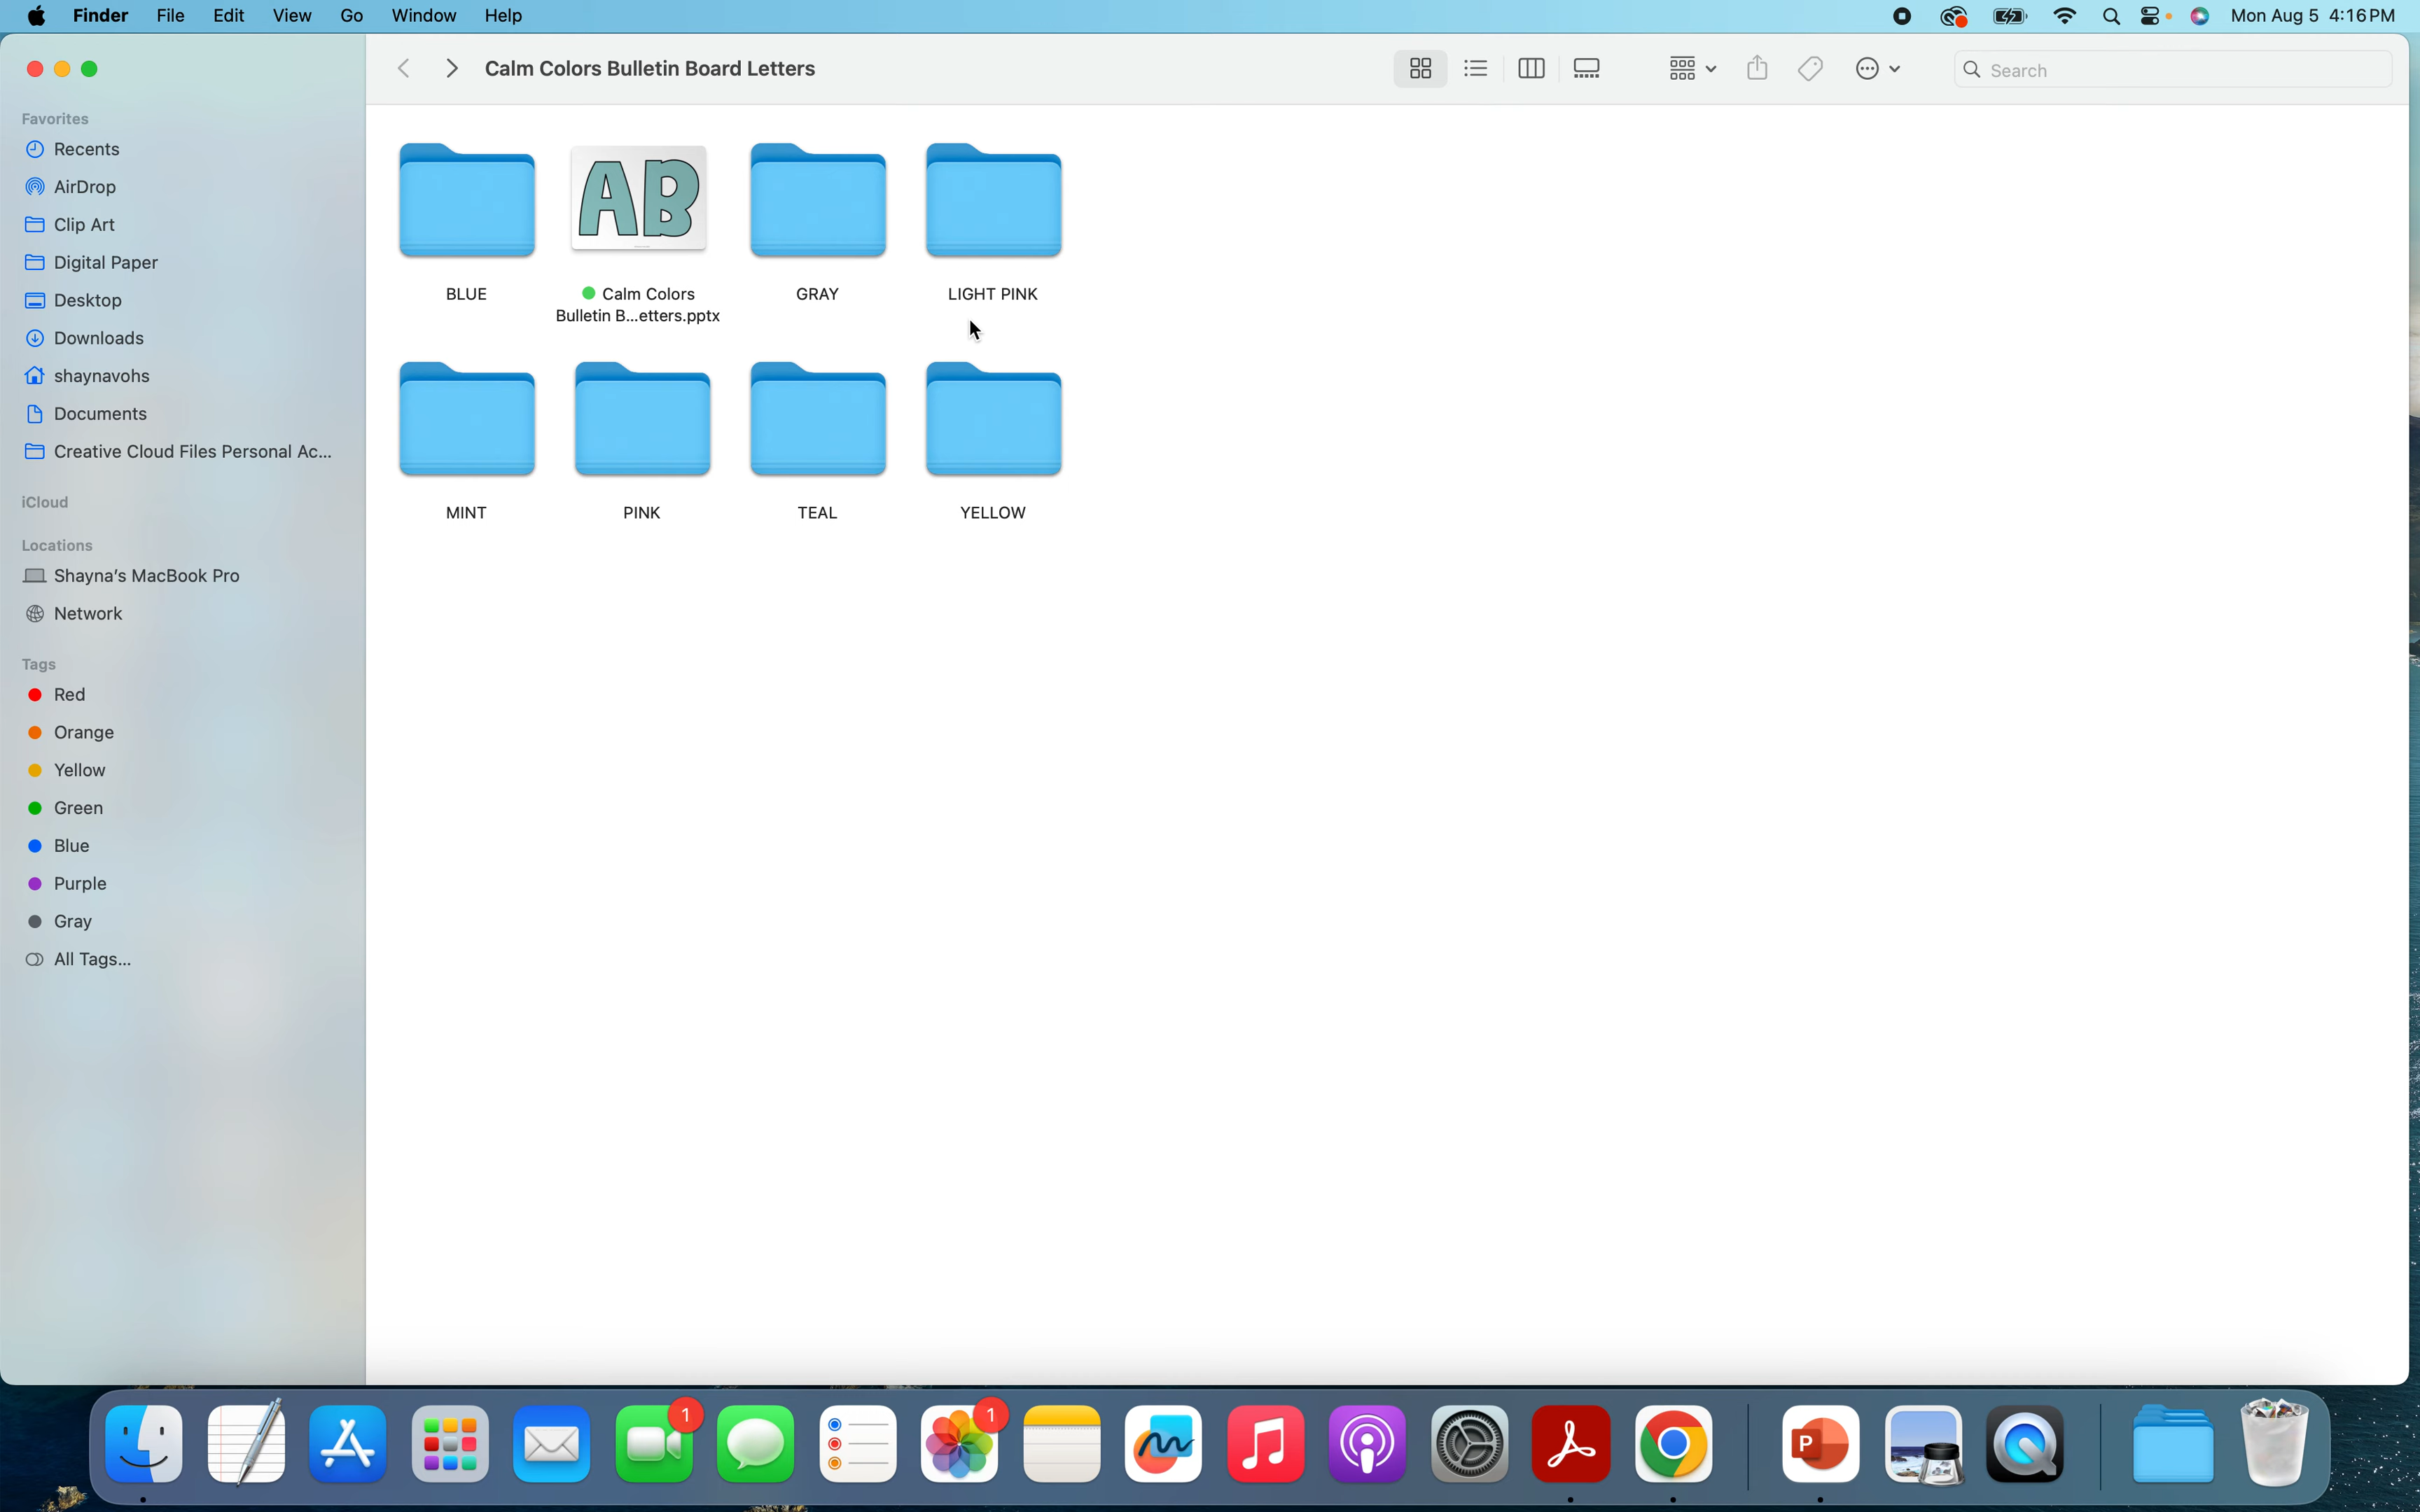 Finder File Edit View Go Window Help Mon Aug 5 4:16 PM
Calm Colors Bulletin Board Letters
Search
Favorites
Recents
AirDrop
Clip Art
Digital Paper
Desktop
Downloads
shaynavohs
Documents
Creative Cloud Files Personal Ac...
iCloud
Locations
Shayna's MacBook Pro
Network
Tags
Red
Orange
Yellow
Green
Blue
Purple
Gray
All Tags...
AB
BLUE
Calm Colors
Bulletin B...etters.pptx
GRAY
LIGHT PINK
MINT
PINK
TEAL
YELLOW
1
1
P